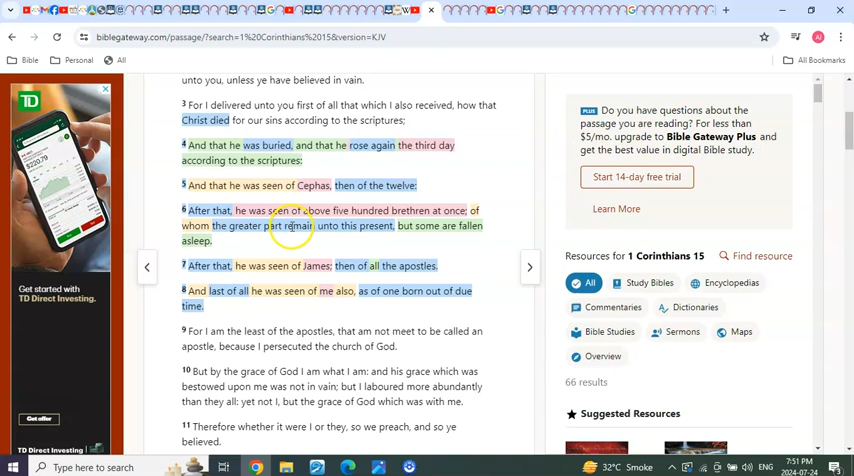 biblegateway.com/passage/?search=1%20Corinthians%2015&version=KJV
Bible
Personal
All
All Bookmarks
TD
$220.79
Get started with
TD Direct Investing.
Get offer
TD Direct Investing
unto you, unless ye have believed in vain.
3 For I delivered unto you first of all that which I also received, how that
Christ died for our sins according to the scriptures;
4 And that he was buried, and that he rose again the third day
according to the scriptures:
5 And that he was seen of Cephas, then of the twelve:
6 After that, he was seen of above five hundred brethren at once; of
whom the greater part remain unto this present, but some are fallen
asleep.
7 After that, he was seen of James; then of all the apostles.
8 And last of all he was seen of me also, as of one born out of due
time.
9 For I am the least of the apostles, that am not meet to be called an
apostle, because I persecuted the church of God.
10 But by the grace of God I am what I am: and his grace which was
bestowed upon me was not in vain; but I laboured more abundantly
than they all: yet not I, but the grace of God which was with me.
11 Therefore whether it were I or they, so we preach, and so ye
believed.
PLUS Do you have questions about the
passage you are reading? For less than
$5/mo. upgrade to Bible Gateway Plus and
get the best value in digital Bible study.
Start 14-day free trial
Learn More
Resources for 1 Corinthians 15
Find resource
All
Study Bibles
Encyclopedias
Commentaries
Dictionaries
Bible Studies
Sermons
Maps
Overview
66 results
Suggested Resources
Type here to search
32°C Smoke
ENG
7:51 PM
2024-07-24